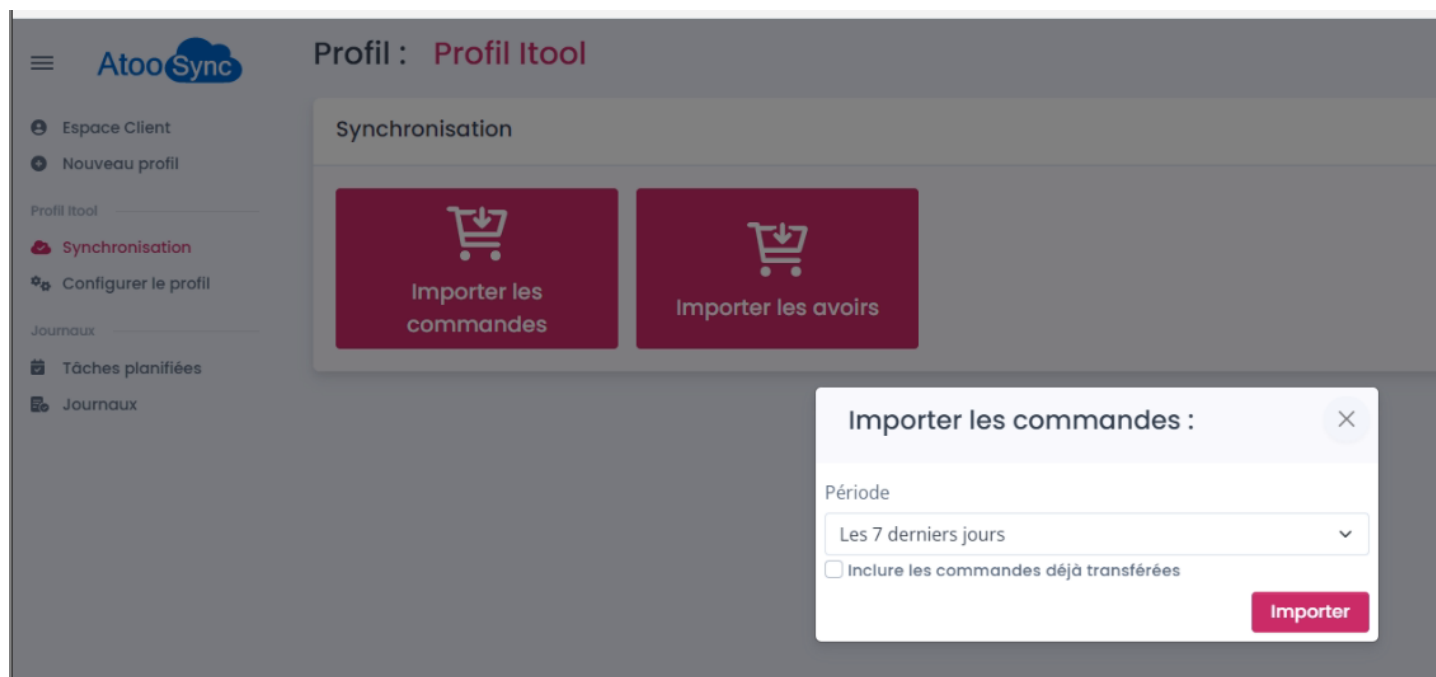 AtooSync
Profil : Profil Itool
Espace Client
Nouveau profil
Profil Itool
Synchronisation
Configurer le profil
Journaux
Tâches planifiées
Journaux
Synchronisation
Importer les
commandes
Importer les avoirs
Importer les commandes :
Période
Les 7 derniers jours
Inclure les commandes déjà transférées
Importer